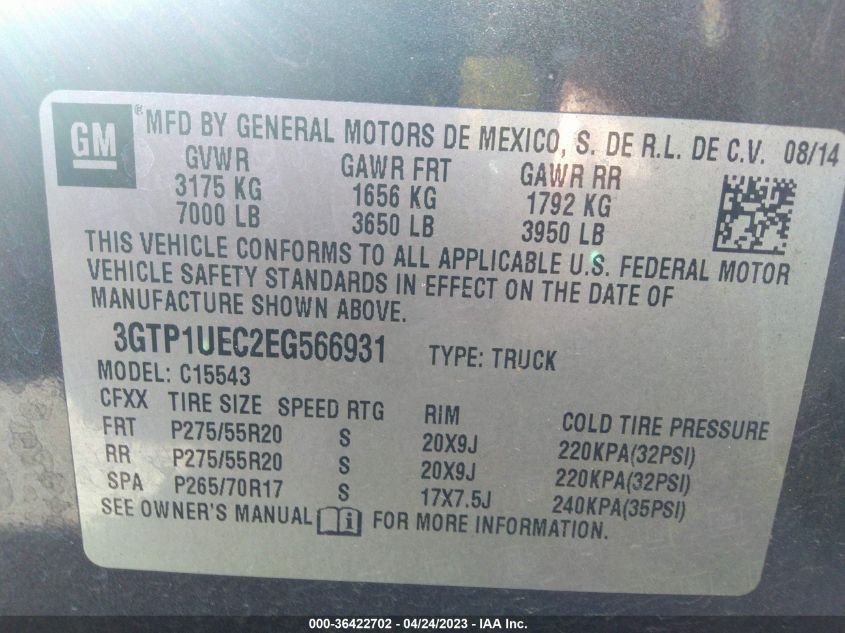 GM ® MFD BY GENERAL MOTORS DE MEXICO, S. DE R.L. DE C.V. 08/14
GVWR GAWR FRT GAWR RR
3175 KG 1656 KG 1792 KG
7000 LB 3650 LB 3950 LB
THIS VEHICLE CONFORMS TO ALL APPLICABLE U.S. FEDERAL MOTOR
VEHICLE SAFETY STANDARDS IN EFFECT ON THE DATE OF
MANUFACTURE SHOWN ABOVE.
3GTP1UEC2EG566931 TYPE: TRUCK
MODEL: C15543
CFXX TIRE SIZE SPEED RTG RIM COLD TIRE PRESSURE
FRT P275/55R20 S 20X9J 220KPA(32PSI)
RR P275/55R20 S 20X9J 220KPA(32PSI)
SPA P265/70R17 S 17X7.5J 240KPA(35PSI)
SEE OWNER'S MANUAL i FOR MORE INFORMATION.
000-36422702 - 04/24/2023 - IAA Inc.